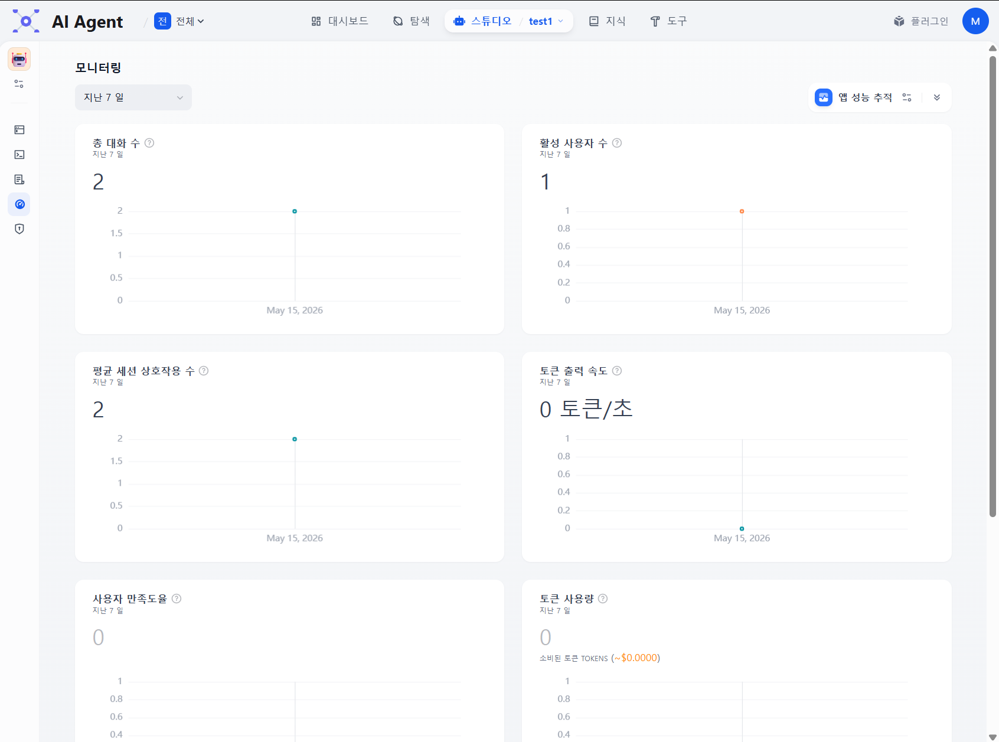 AI Agent
/
전 전체
대시보드
탐색
스튜디오 / test1
지식
도구
플러그인
M
모니터링
지난 7 일
앱 성능 추적
총 대화 수 ?
지난 7 일
2
2
1.5
1
0.5
0
May 15, 2026
활성 사용자 수 ?
지난 7 일
1
1
0.8
0.6
0.4
0.2
0
May 15, 2026
평균 세션 상호작용 수 ?
지난 7 일
2
2
1.5
1
0.5
0
May 15, 2026
토큰 출력 속도 ?
지난 7 일
0 토큰/초
1
0.8
0.6
0.4
0.2
0
May 15, 2026
사용자 만족도율 ?
지난 7 일
0
1
0.8
0.6
0.4
토큰 사용량 ?
지난 7 일
0
소비된 토큰 TOKENS (~$0.0000)
1
0.8
0.6
0.4